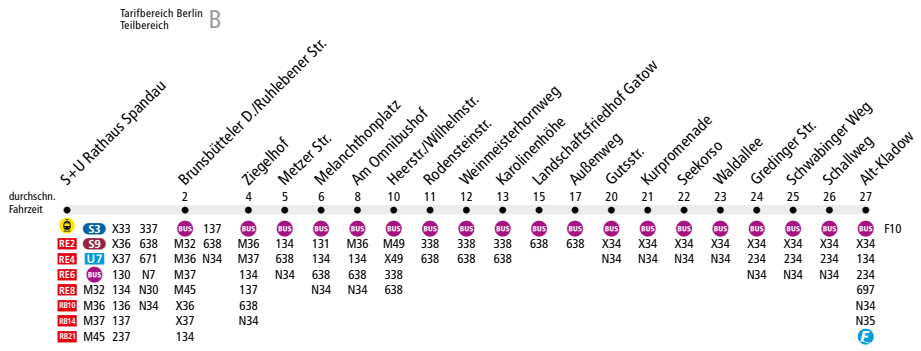 Tarifbereich Berlin
Teilbereich
B
S+U Rathaus Spandau
Brunsbütteler D./Ruhlebener Str.
Ziegelhof
Metzer Str.
Melanchthonplatz
Am Omnibushof
Heerstr./Wilhelmstr.
Rodensteinstr.
Weinmeisterhornweg
Karolinenhöhe
Landschaftsfriedhof Gatow
Außenweg
Gutsstr.
Kurpromenade
Seekorso
Waldallee
Gredinger Str.
Schwabinger Weg
Schallweg
Alt-Kladow
durchschn. 2 4 5 6 8 10 11 12 13 15 17 20 21 22 23 24 25 26 27
Fahrzeit
S3 X33 337 BUS 137 BUS BUS BUS BUS BUS BUS BUS BUS BUS BUS BUS BUS BUS BUS BUS BUS BUS BUS F10
RE2 S9 X36 638 M32 638 M36 134 131 M36 M49 338 338 338 638 638 X34 X34 X34 X34 X34 X34 X34 X34
RE4 U7 X37 671 M36 N34 M37 638 134 134 X49 638 638 638 N34 N34 N34 N34 234 234 234 134
RE6 BUS 130 N7 M37 134 N34 638 638 338 N34 N34 N34 234
RE8 M32 134 N30 M45 137 N34 N34 638 697
RB10 M36 136 N34 X36 638 N34
RB14 M37 137 X37 N34 N35
RB21 M45 237 134 F